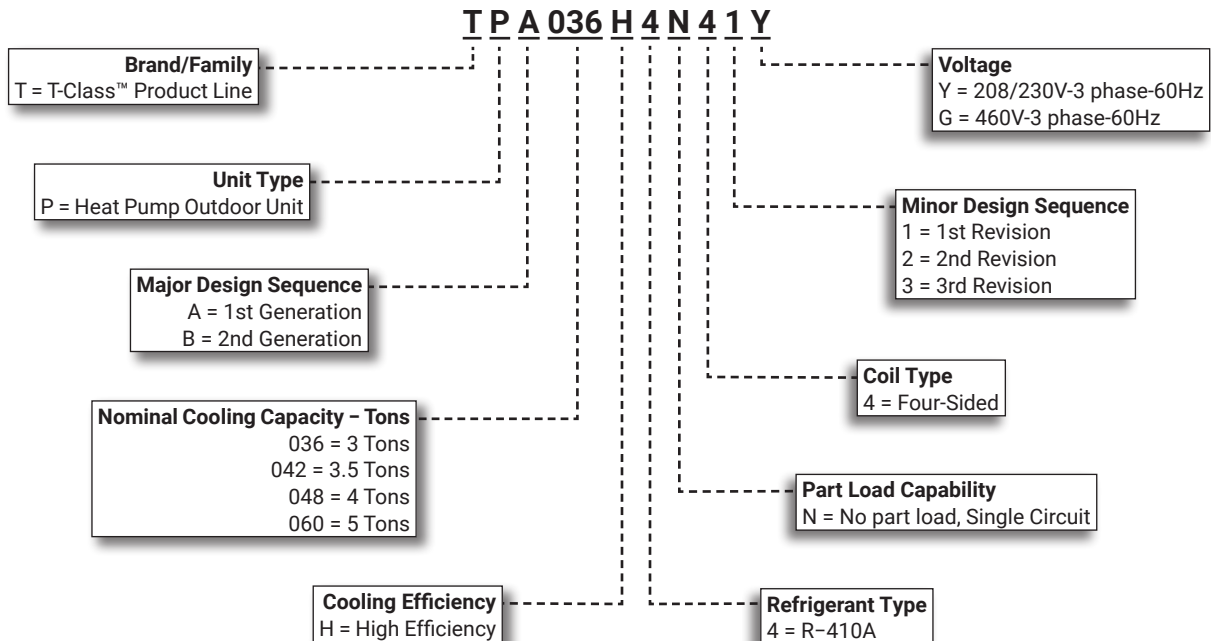 T P A 036 H 4 N 4 1 Y
Brand/Family
T = T-Class™ Product Line
Voltage
Y = 208/230V-3 phase-60Hz
G = 460V-3 phase-60Hz
Unit Type
P = Heat Pump Outdoor Unit
Minor Design Sequence
1 = 1st Revision
2 = 2nd Revision
3 = 3rd Revision
Major Design Sequence
A = 1st Generation
B = 2nd Generation
Coil Type
4 = Four-Sided
Nominal Cooling Capacity – Tons
036 = 3 Tons
042 = 3.5 Tons
048 = 4 Tons
060 = 5 Tons
Part Load Capability
N = No part load, Single Circuit
Cooling Efficiency
H = High Efficiency
Refrigerant Type
4 = R–410A